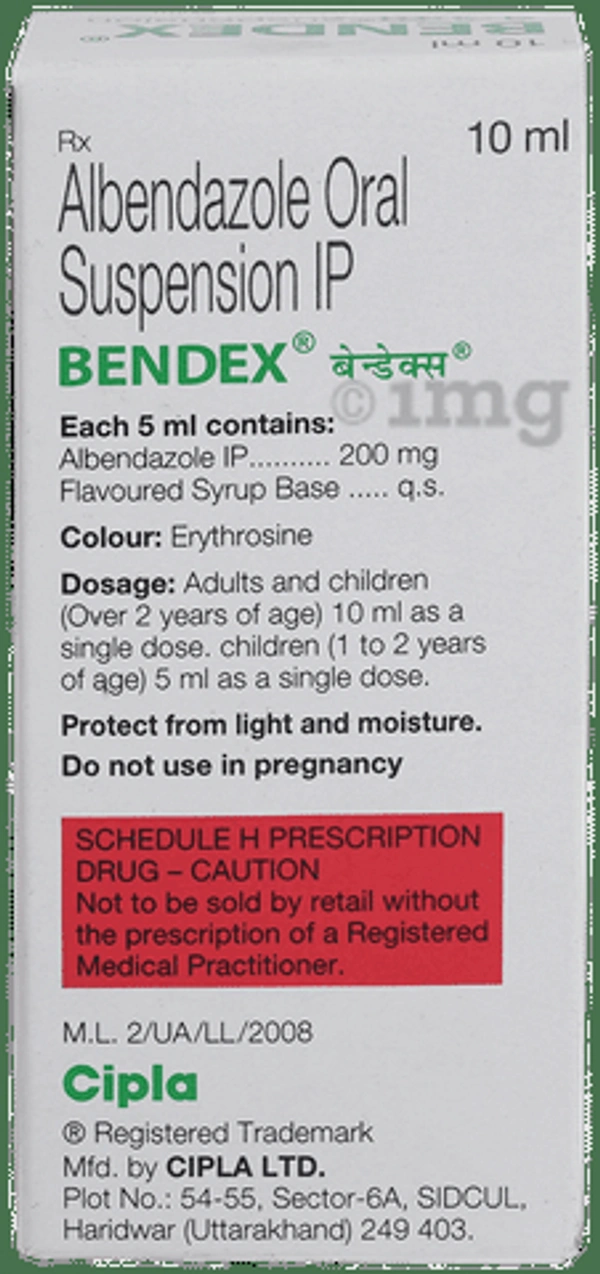 BENDEX®
10 ml
Rx
10 ml
Albendazole Oral
Suspension IP
BENDEX® बेन्डेक्स®
©1mg
Each 5 ml contains:
Albendazole IP.......... 200 mg
Flavoured Syrup Base ..... q.s.
Colour: Erythrosine
Dosage: Adults and children
(Over 2 years of age) 10 ml as a
single dose. children (1 to 2 years
of age) 5 ml as a single dose.
Protect from light and moisture.
Do not use in pregnancy
SCHEDULE H PRESCRIPTION
DRUG – CAUTION
Not to be sold by retail without
the prescription of a Registered
Medical Practitioner.
M.L. 2/UA/LL/2008
Cipla
® Registered Trademark
Mfd. by CIPLA LTD.
Plot No.: 54-55, Sector-6A, SIDCUL,
Haridwar (Uttarakhand) 249 403.